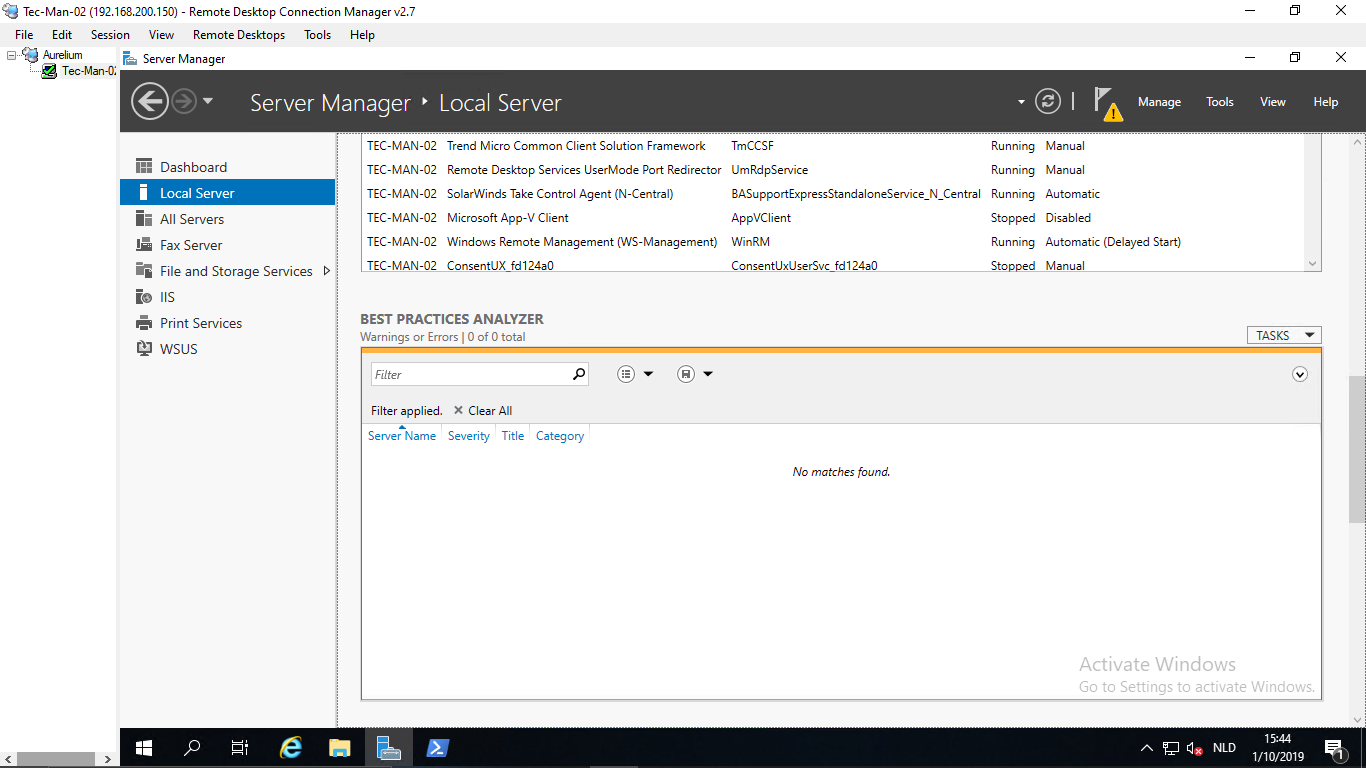 Tec-Man-02 (192.168.200.150) - Remote Desktop Connection Manager v2.7
File Edit Session View Remote Desktops Tools Help
Aurelium
Tec-Man-02
Server Manager
Server Manager ‣ Local Server
Manage Tools View Help
Dashboard
Local Server
All Servers
Fax Server
File and Storage Services
IIS
Print Services
WSUS
TEC-MAN-02 Trend Micro Common Client Solution Framework TmCCSF Running Manual
TEC-MAN-02 Remote Desktop Services UserMode Port Redirector UmRdpService Running Manual
TEC-MAN-02 SolarWinds Take Control Agent (N-Central) BASupportExpressStandaloneService_N_Central Running Automatic
TEC-MAN-02 Microsoft App-V Client AppVClient Stopped Disabled
TEC-MAN-02 Windows Remote Management (WS-Management) WinRM Running Automatic (Delayed Start)
TEC-MAN-02 ConsentUX_fd124a0 ConsentUxUserSvc_fd124a0 Stopped Manual
BEST PRACTICES ANALYZER
Warnings or Errors | 0 of 0 total
TASKS
Filter
Filter applied. ✕ Clear All
Server Name Severity Title Category
No matches found.
Activate Windows
Go to Settings to activate Windows.
NLD
15:44
1/10/2019
1